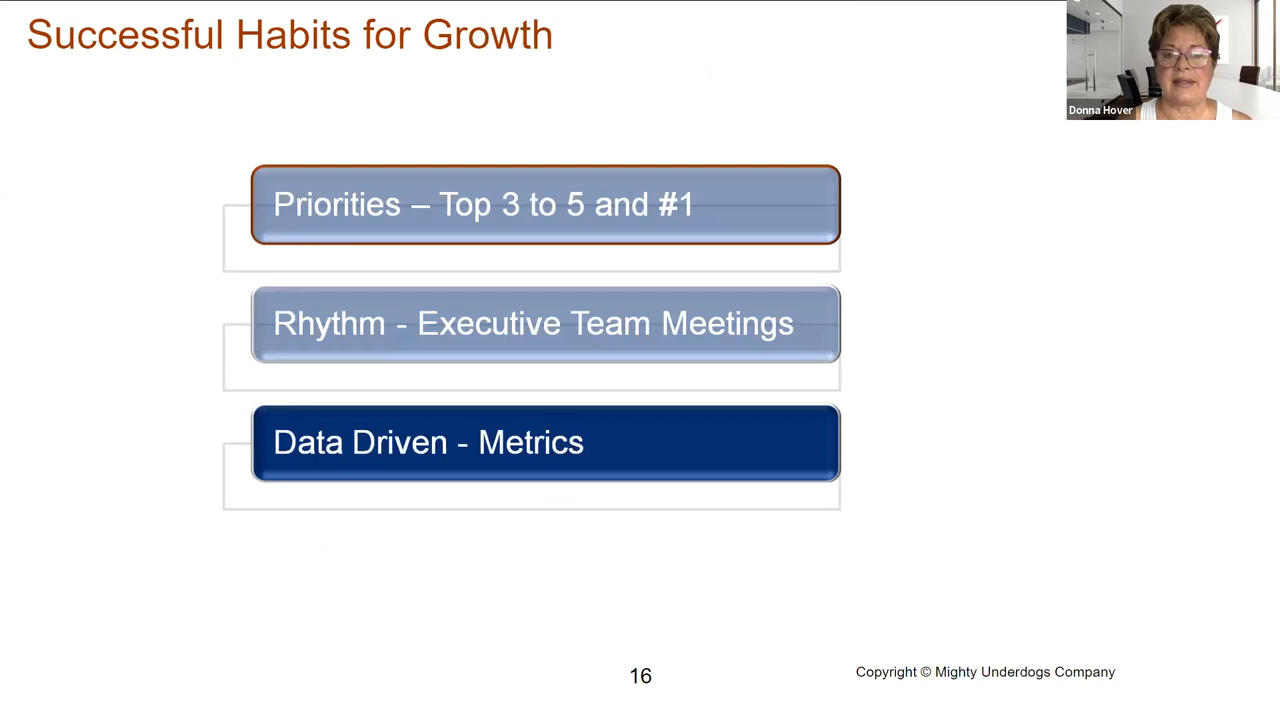 Successful Habits for Growth
Donna Hover
Priorities – Top 3 to 5 and #1
Rhythm - Executive Team Meetings
Data Driven - Metrics
16
Copyright © Mighty Underdogs Company